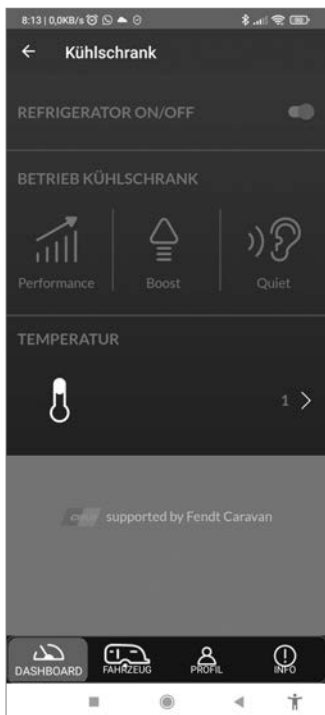 8:13 | 0,0KB/s
Kühlschrank
REFRIGERATOR ON/OFF
BETRIEB KÜHLSCHRANK
Performance
Boost
Quiet
TEMPERATUR
1
supported by Fendt Caravan
DASHBOARD
FAHRZEUG
PROFIL
INFO